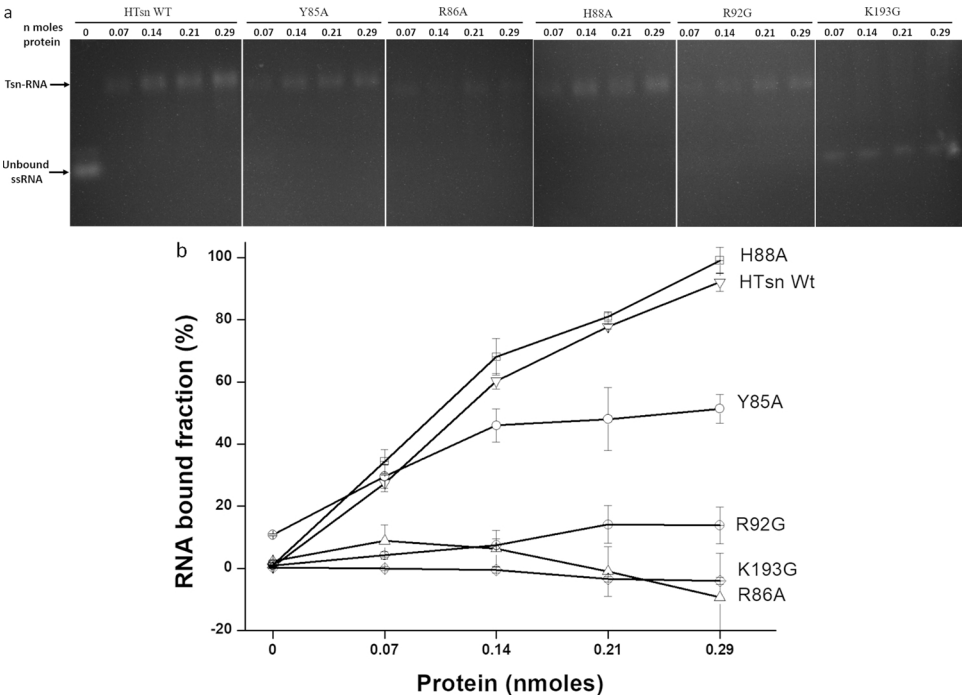 a
HTsn WT Y85A R86A H88A R92G K193G
n moles protein
0 0.07 0.14 0.21 0.29 0.07 0.14 0.21 0.29 0.07 0.14 0.21 0.29 0.07 0.14 0.21 0.29 0.07 0.14 0.21 0.29 0.07 0.14 0.21 0.29
Tsn-RNA
Unbound
ssRNA
b
RNA bound fraction (%)
100
80
60
40
20
0
-20
H88A
HTsn Wt
Y85A
R92G
K193G
R86A
0 0.07 0.14 0.21 0.29
Protein (nmoles)